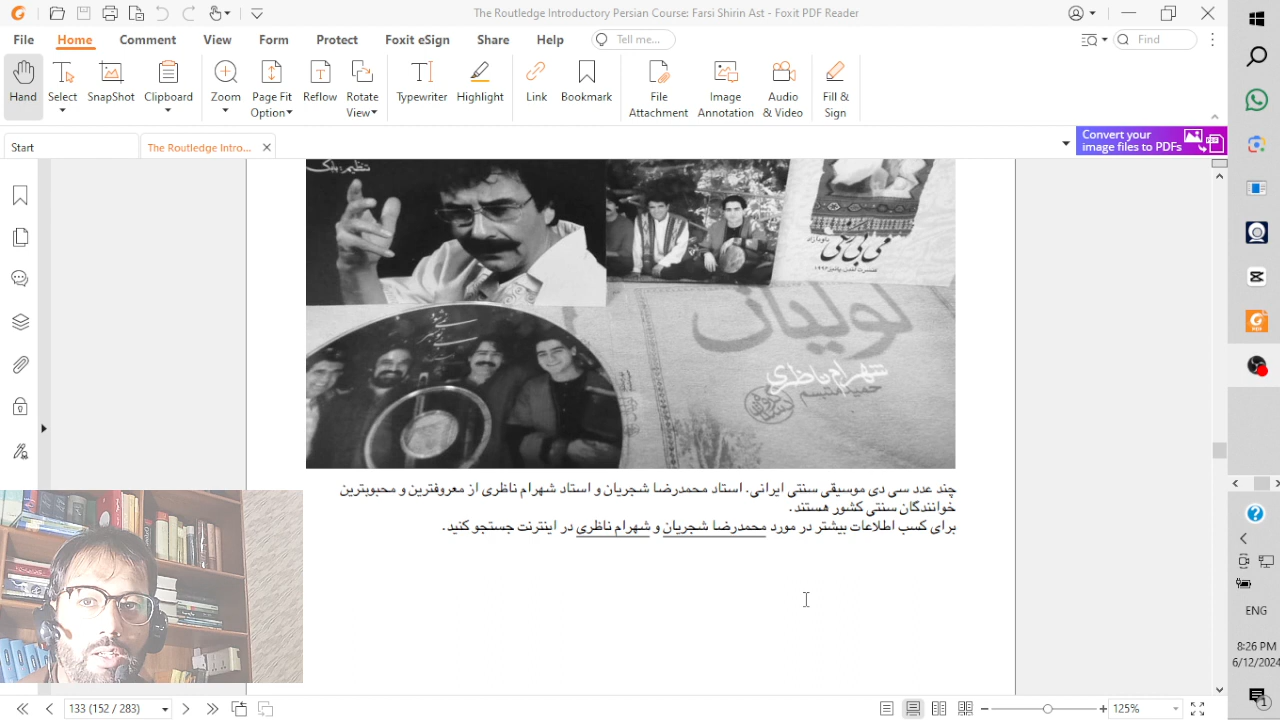 The Routledge Introductory Persian Course: Farsi Shirin Ast - Foxit PDF Reader
File Home Comment View Form Protect Foxit eSign Share Help Tell me... Find
Hand Select SnapShot Clipboard Zoom Page Fit Option Reflow Rotate View Typewriter Highlight Link Bookmark File Attachment Image Annotation Audio & Video Fill & Sign
Start The Routledge Intro... Convert your image files to PDFs
PDF
لولیان
شهرام ناظری
حمید متبسم
چند عدد سی دی موسیقی سنتی ایرانی. استاد محمدرضا شجریان و استاد شهرام ناظری از معروفترین و محبوبترین
خوانندگان سنتی کشور هستند.
برای کسب اطلاعات بیشتر در مورد محمدرضا شجریان و شهرام ناظری در اینترنت جستجو کنید.
ENG
8:26 PM
6/12/2024
133 (152 / 283) 125%
1